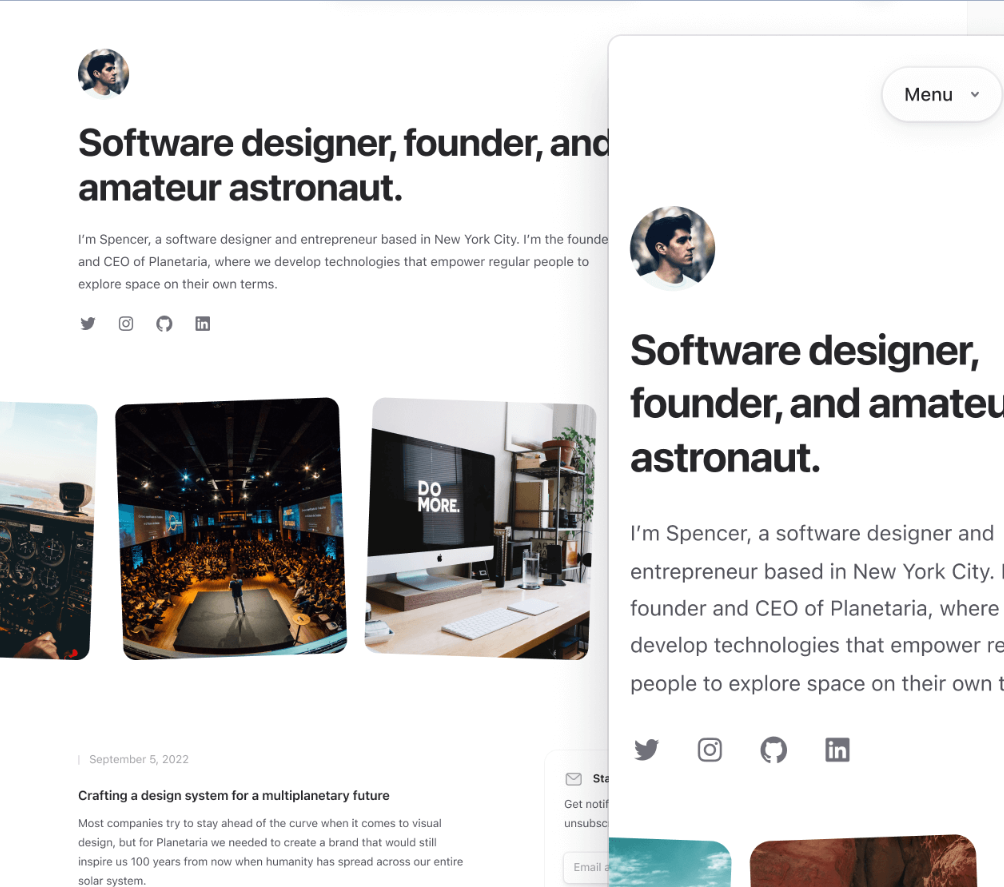 Software designer, founder, and
amateur astronaut.
I’m Spencer, a software designer and entrepreneur based in New York City. I’m the founde
and CEO of Planetaria, where we develop technologies that empower regular people to
explore space on their own terms.
DO
MORE.
September 5, 2022
Crafting a design system for a multiplanetary future
Most companies try to stay ahead of the curve when it comes to visual
design, but for Planetaria we needed to create a brand that would still
inspire us 100 years from now when humanity has spread across our entire
solar system.
Sta
Get notif
unsubsc
Email a
Menu
Software designer,
founder, and amateu
astronaut.
I’m Spencer, a software designer and
entrepreneur based in New York City. I
founder and CEO of Planetaria, where
develop technologies that empower re
people to explore space on their own t